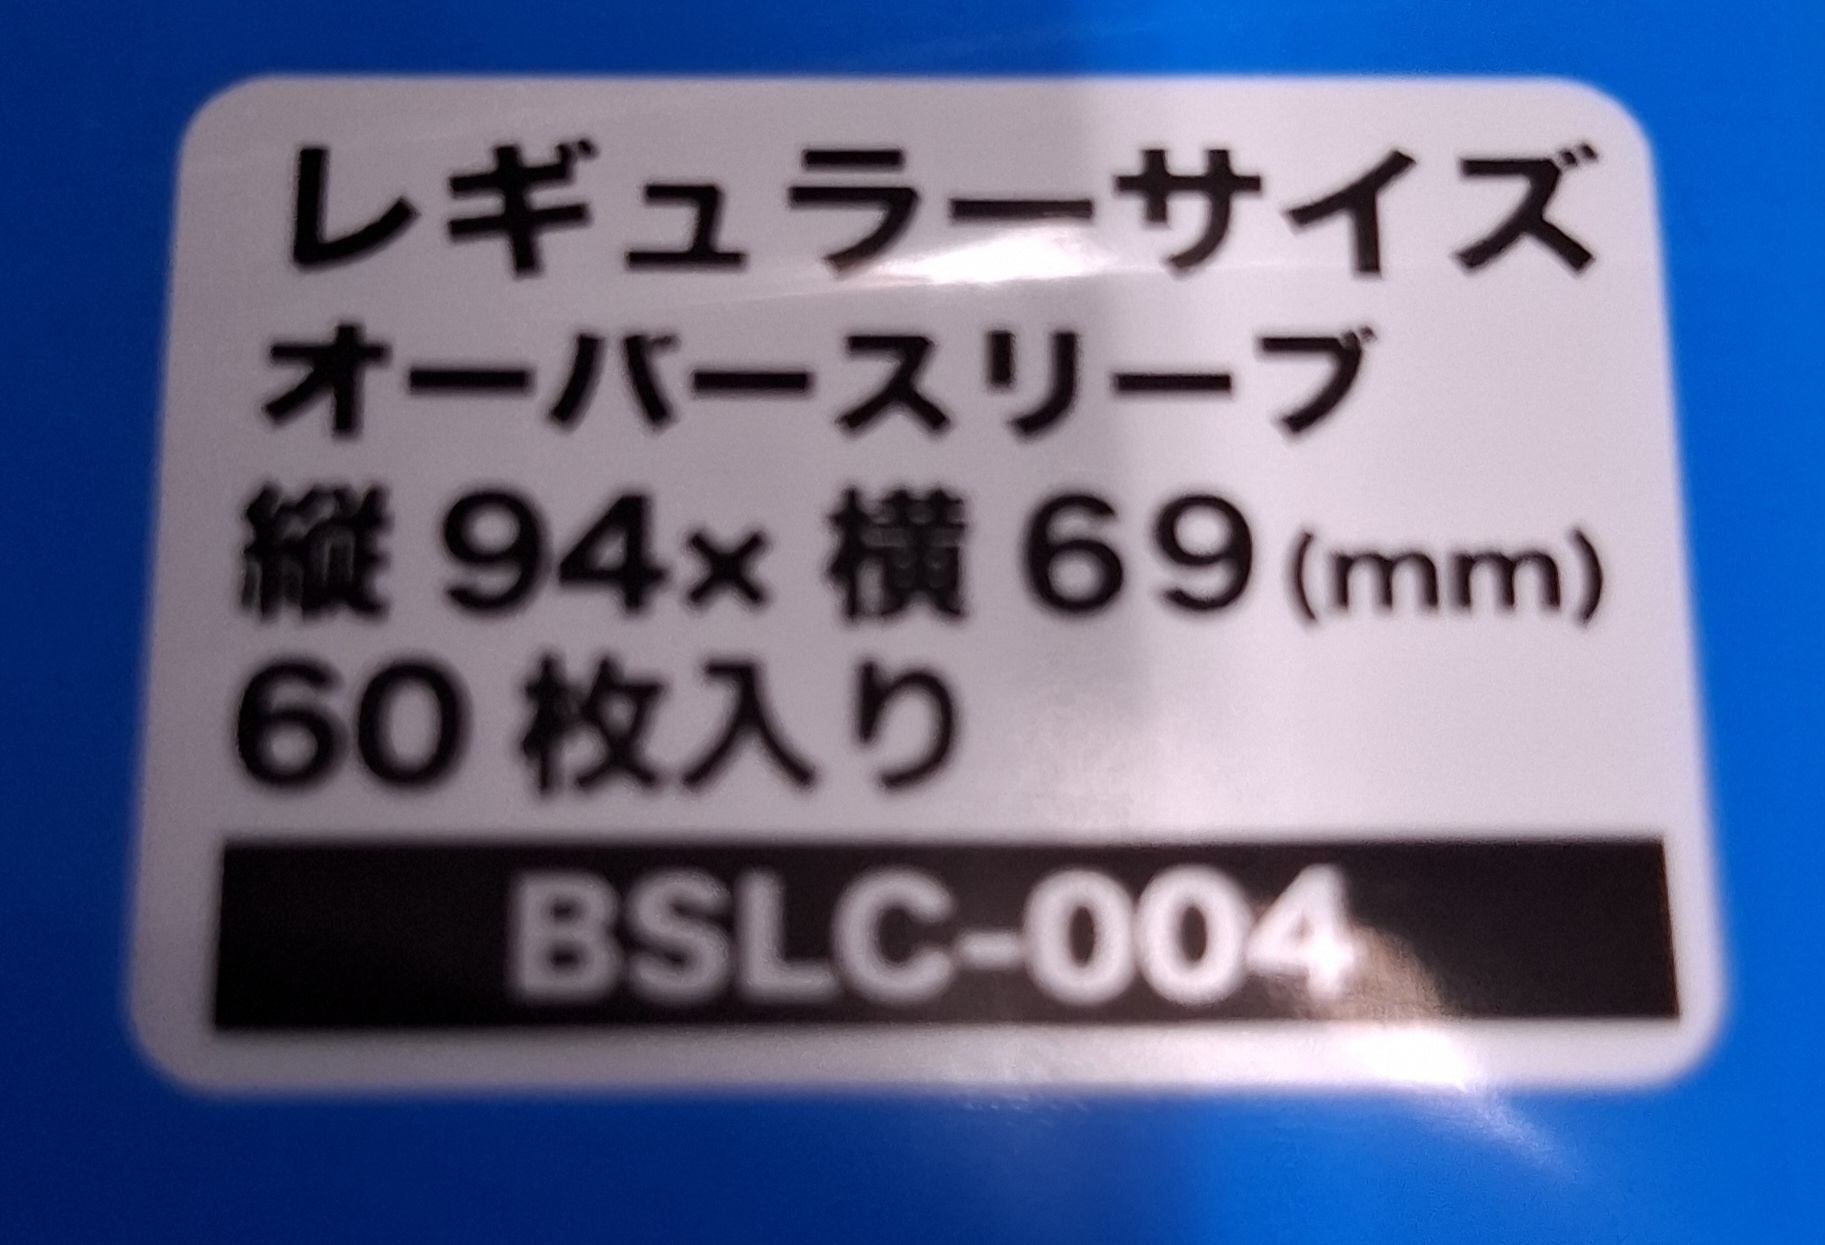 レギュラーサイズ
オーバースリーブ
縦 94× 横 69 (mm)
60 枚入り
BSLC-004